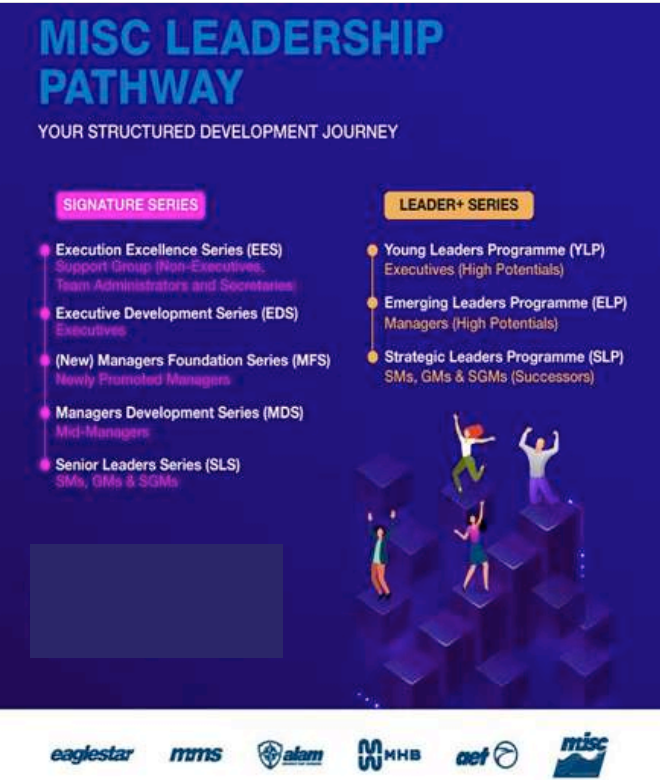 MISC LEADERSHIP
PATHWAY
YOUR STRUCTURED DEVELOPMENT JOURNEY
SIGNATURE SERIES
Execution Excellence Series (EES)
Support Group (Non-Executives,
Team Administrators and Secretaries)
Executive Development Series (EDS)
Executives
(New) Managers Foundation Series (MFS)
Newly Promoted Managers
Managers Development Series (MDS)
Mid-Managers
Senior Leaders Series (SLS)
SMs, GMs & SGMs
LEADER+ SERIES
Young Leaders Programme (YLP)
Executives (High Potentials)
Emerging Leaders Programme (ELP)
Managers (High Potentials)
Strategic Leaders Programme (SLP)
SMs, GMs & SGMs (Successors)
eaglestar
mms
alam
MHB
aet
misc